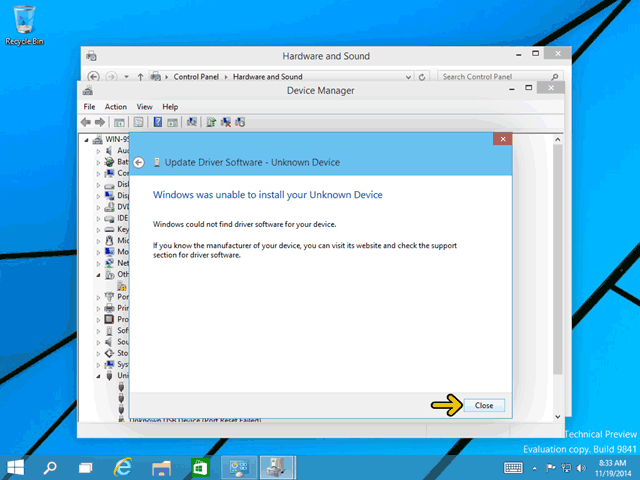 Recycle Bin
Hardware and Sound
Control Panel
Hardware and Sound
Search Control Panel
Device Manager
File Action View Help
WIN-9S
Au
Bat
Co
Disk
Disp
DVD
IDE
Key
Mic
Mo
Net
Oth
Por
Prin
Pro
Sof
Sou
Sto
Syst
Uni
Unknown USB Device (Port Reset Failed)
Update Driver Software - Unknown Device
Windows was unable to install your Unknown Device
Windows could not find driver software for your device.
If you know the manufacturer of your device, you can visit its website and check the support
section for driver software.
Close
Technical Preview
Evaluation copy. Build 9841
8:33 AM
11/19/2014